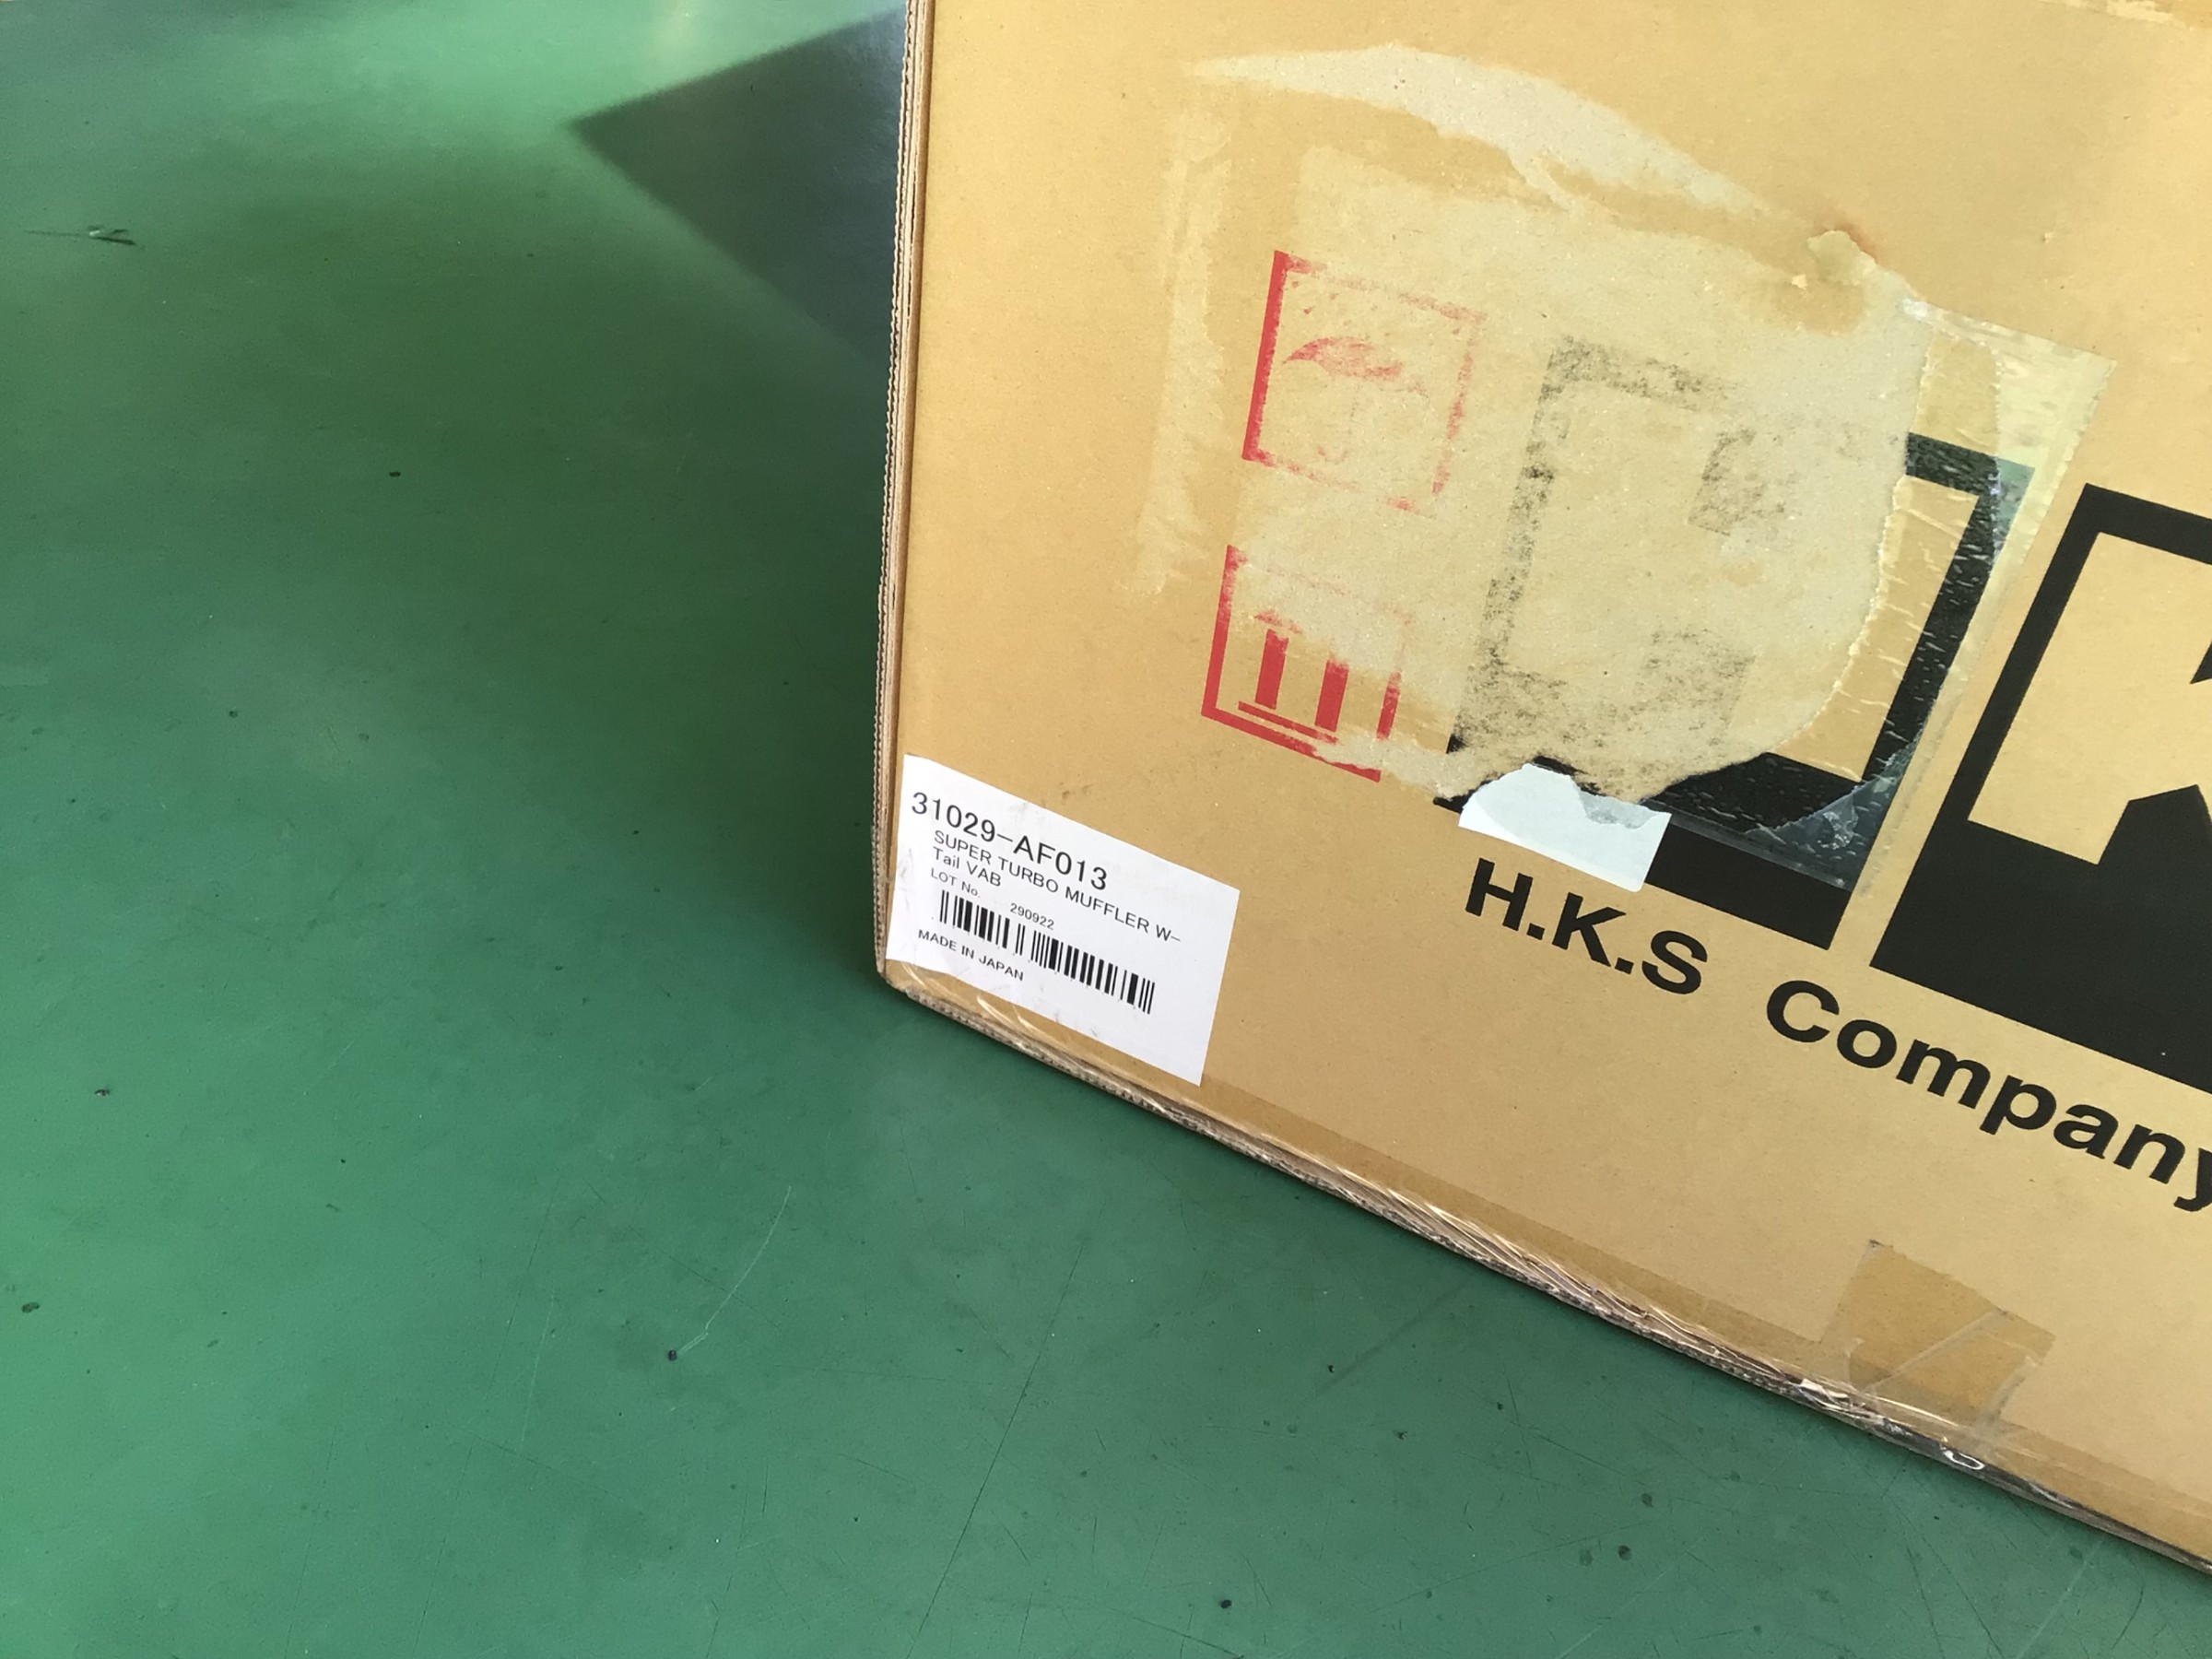 31029-AF013
SUPER TURBO MUFFLER W-
Tail VAB
LOT No.
290922
MADE IN JAPAN
H.K.S Company